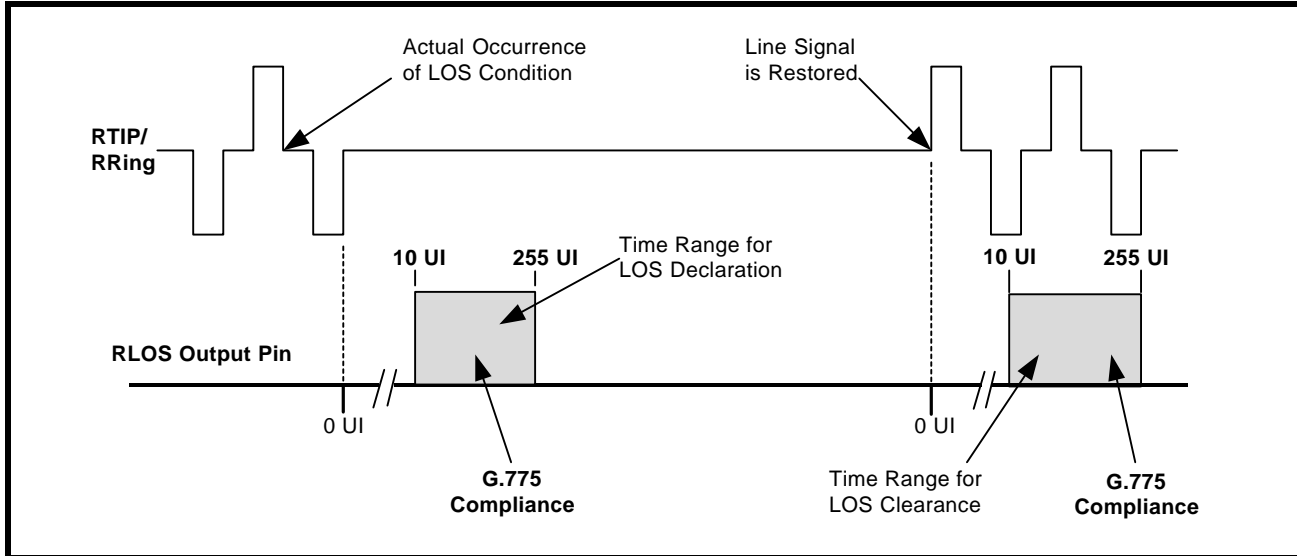 Actual Occurrence
of LOS Condition
Line Signal
is Restored
RTIP/
RRing
10 UI
255 UI
Time Range for
LOS Declaration
10 UI
255 UI
RLOS Output Pin
0 UI
0 UI
G.775
Compliance
Time Range for
LOS Clearance
G.775
Compliance